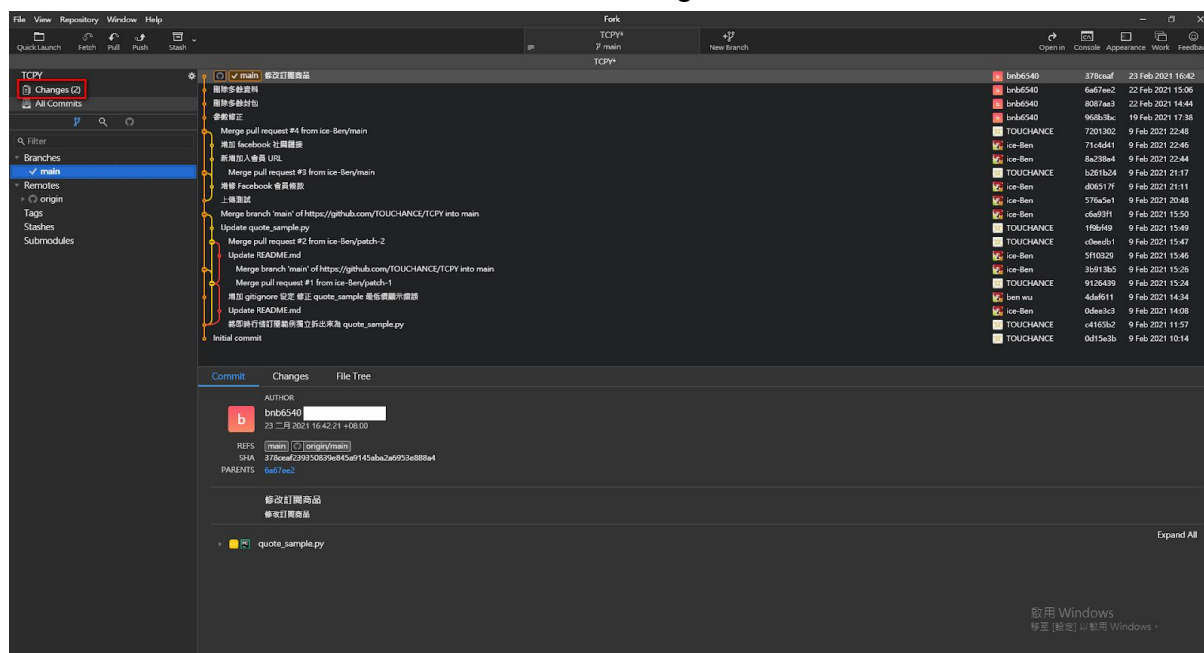 File View Repository Window Help Fork
Quick Launch Fetch Pull Push Stash TCPY* main New Branch Open in Console Appearance Work Feedbac
TCPY*
TCPY
Changes (2)
All Commits
Filter
Branches
main
Remotes
origin
Tags
Stashes
Submodules
main 修改訂閱商品 bnb6540 378ceaf 23 Feb 2021 16:42
刪除多餘資料 bnb6540 6a67ee2 22 Feb 2021 15:06
刪除多餘封包 bnb6540 8087aa3 22 Feb 2021 14:44
參數修正 bnb6540 968b3bc 19 Feb 2021 17:38
Merge pull request #4 from ice-Ben/main TOUCHANCE 7201302 9 Feb 2021 22:48
增加 facebook 社團鏈接 ice-Ben 71c4d41 9 Feb 2021 22:46
新增加入會員 URL ice-Ben 8a238a4 9 Feb 2021 22:44
Merge pull request #3 from ice-Ben/main TOUCHANCE b261b24 9 Feb 2021 21:17
增修 Facebook 會員條款 ice-Ben d06517f 9 Feb 2021 21:11
上傳測試 ice-Ben 576a5e1 9 Feb 2021 20:48
Merge branch 'main' of https://github.com/TOUCHANCE/TCPY into main ice-Ben c6a93f1 9 Feb 2021 15:50
Update quote_sample.py TOUCHANCE 1f9bf49 9 Feb 2021 15:49
Merge pull request #2 from ice-Ben/patch-2 TOUCHANCE c0eedb1 9 Feb 2021 15:47
Update README.md ice-Ben 5f10329 9 Feb 2021 15:46
Merge branch 'main' of https://github.com/TOUCHANCE/TCPY into main ice-Ben 3b913b5 9 Feb 2021 15:26
Merge pull request #1 from ice-Ben/patch-1 TOUCHANCE 9126439 9 Feb 2021 15:24
增加 gitignore 設定 修正 quote_sample 最低價顯示錯誤 ben wu 4daf611 9 Feb 2021 14:34
Update README.md ice-Ben 0dee3c3 9 Feb 2021 14:08
將即時行情訂閱範例獨立拆出來為 quote_sample.py TOUCHANCE c4165b2 9 Feb 2021 11:57
Initial commit TOUCHANCE 0d15e3b 9 Feb 2021 10:14
Commit Changes File Tree
AUTHOR
b bnb6540
23 二月 2021 16:42:21 +08:00
REFS main origin/main
SHA 378ceaf239350839e845a9145aba2a6953e888a4
PARENTS 6a67ee2
修改訂閱商品
修改訂閱商品
Expand All
quote_sample.py
啟用 Windows
移至 [設定] 以啟用 Windows。